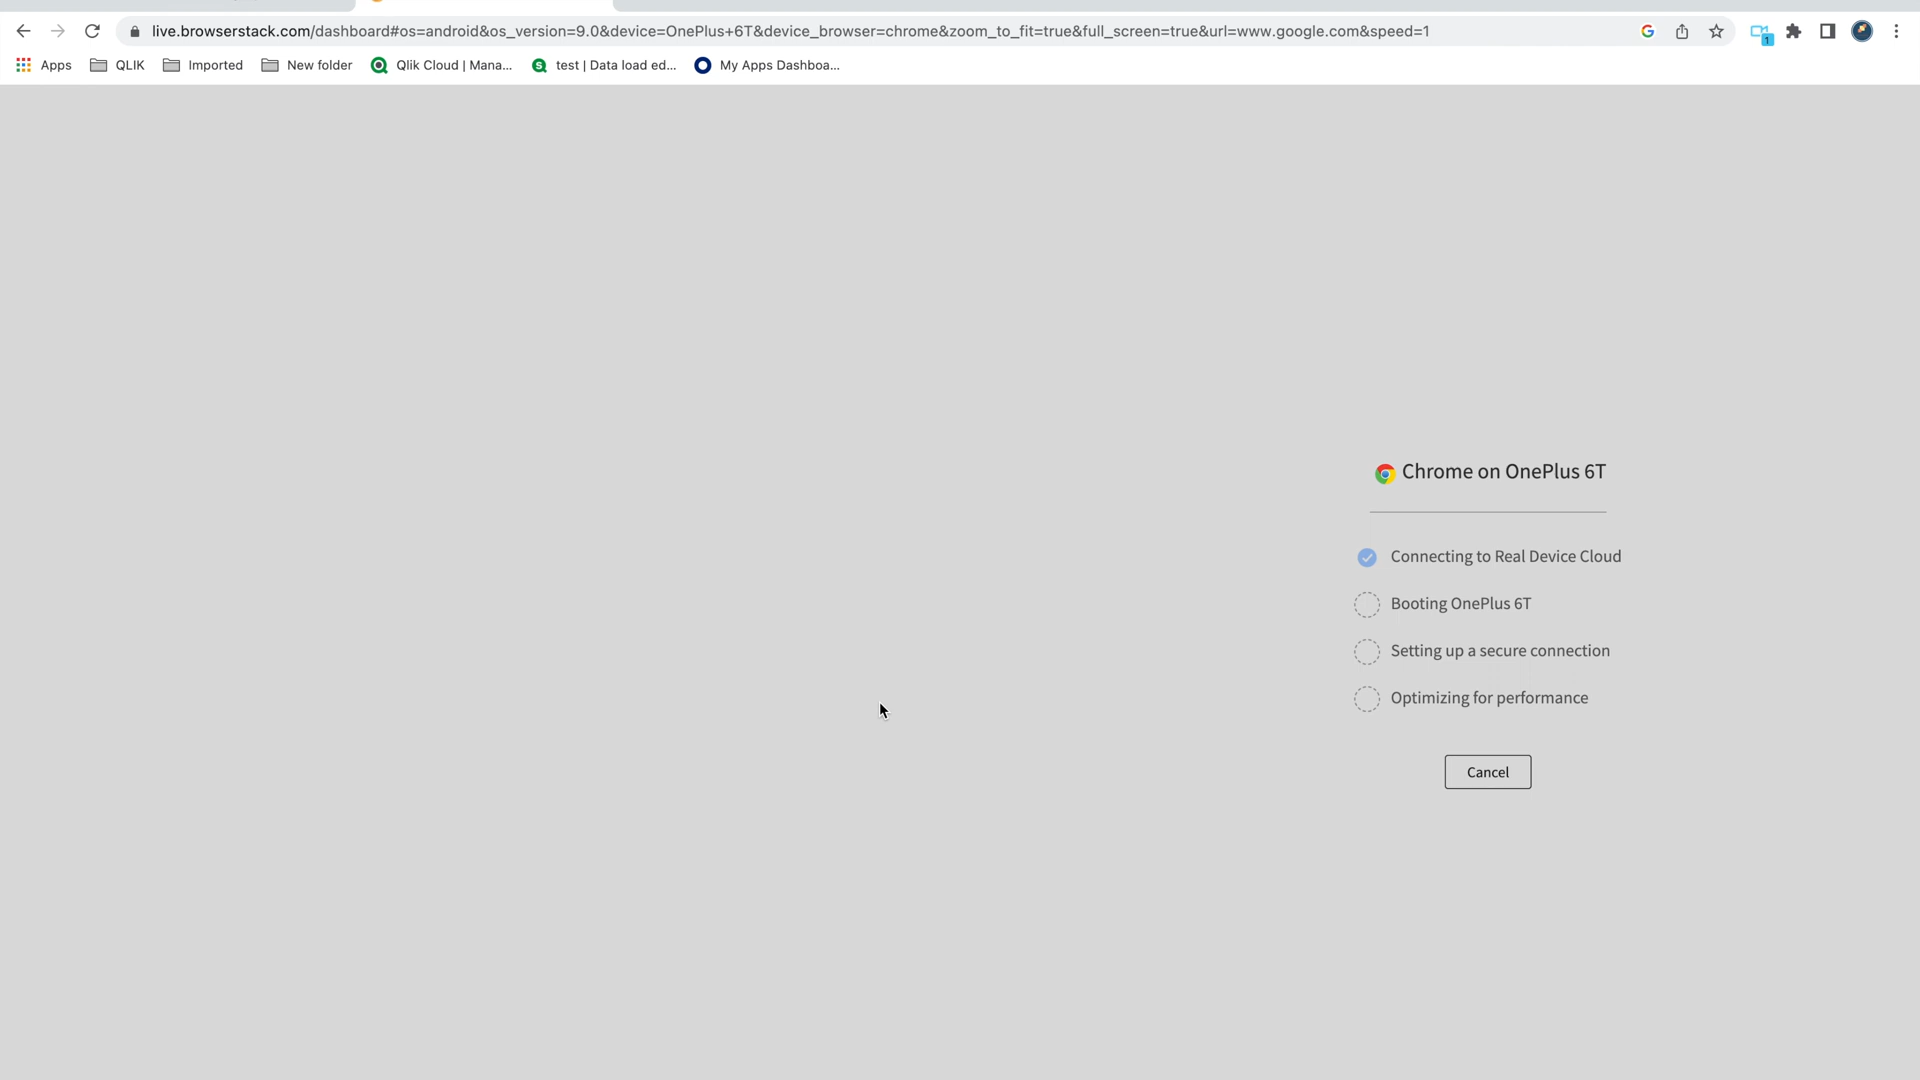 live.browserstack.com/dashboard#os=android&os_version=9.0&device=OnePlus+6T&device_browser=chrome&zoom_to_fit=true&full_screen=true&url=www.google.com&speed=1
1
Apps QLIK Imported New folder Qlik Cloud | Mana... test | Data load ed... My Apps Dashboa...
Chrome on OnePlus 6T
Connecting to Real Device Cloud
Booting OnePlus 6T
Setting up a secure connection
Optimizing for performance
Cancel